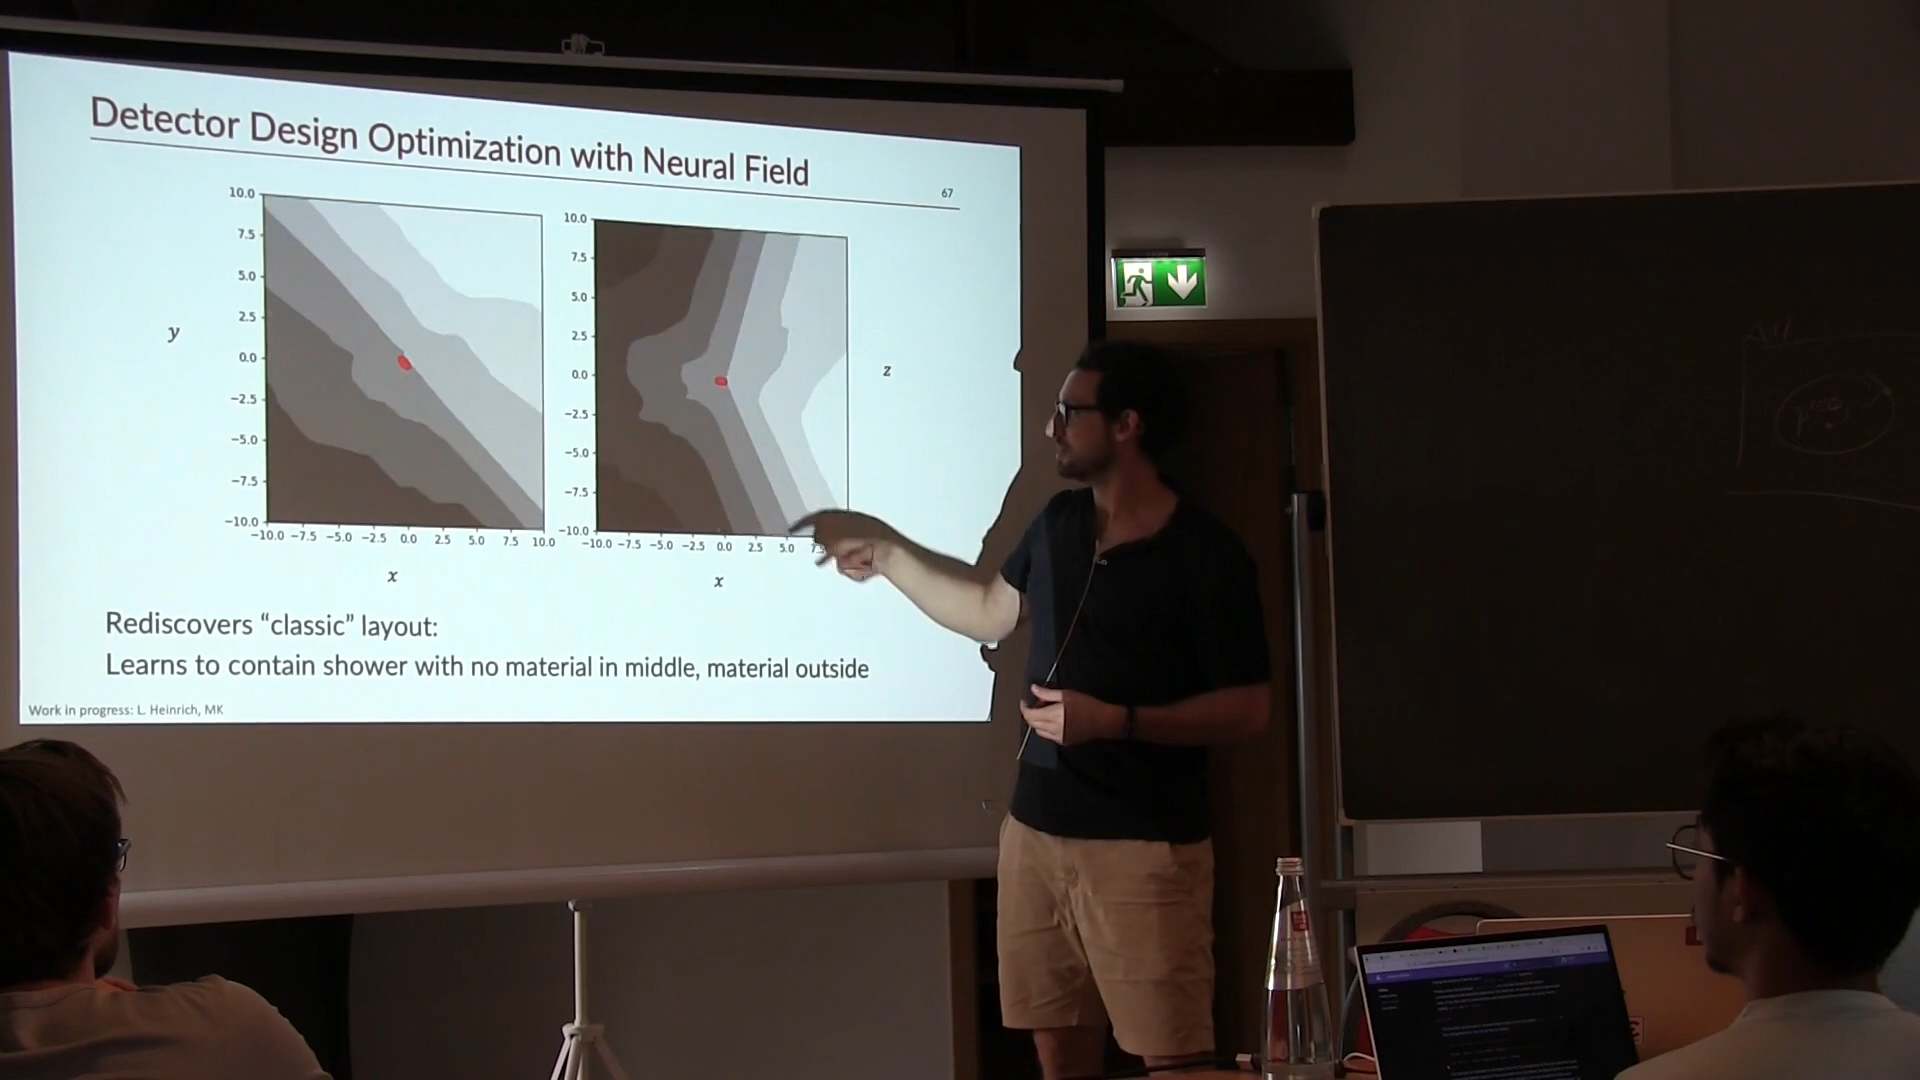 Detector Design Optimization with Neural Field
67
10.0
7.5
5.0
2.5
0.0
−2.5
−5.0
−7.5
−10.0
y
−10.0 −7.5 −5.0 −2.5 0.0 2.5 5.0 7.5 10.0
x
10.0
7.5
5.0
2.5
0.0
−2.5
−5.0
−7.5
−10.0
z
−10.0 −7.5 −5.0 −2.5 0.0 2.5 5.0
x
Rediscovers “classic” layout:
Learns to contain shower with no material in middle, material outside
Work in progress: L. Heinrich, MK